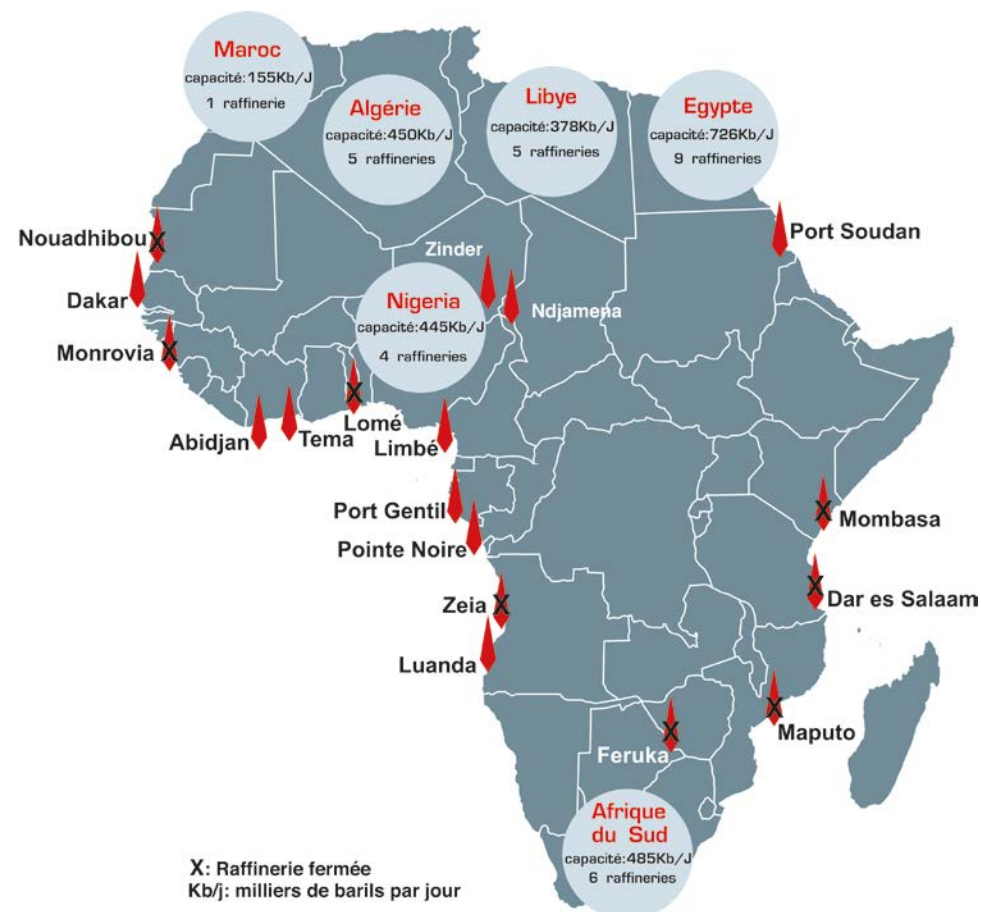 Maroc
capacité:155Kb/J
1 raffinerie
Algérie
capacité:450Kb/J
5 raffineries
Libye
capacité:378Kb/J
5 raffineries
Egypte
capacité:726Kb/J
9 raffineries
Nouadhibou
X
Port Soudan
Zinder
Dakar
Nigeria
capacité:445Kb/J
4 raffineries
Ndjamena
Monrovia
X
X
Lomé
Abidjan
Tema
Limbé
Port Gentil
X
Mombasa
Pointe Noire
X
Dar es Salaam
Zeia
X
Luanda
X
Maputo
X
Feruka
Afrique
du Sud
capacité:485Kb/J
6 raffineries
X: Raffinerie fermée
Kb/j: milliers de barils par jour